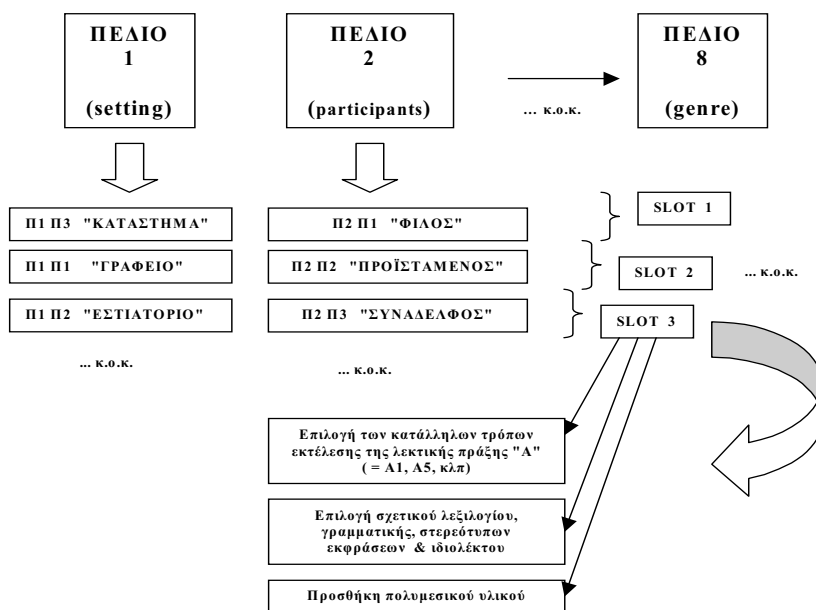 ΠΕΔΙΟ
1
(setting)
ΠΕΔΙΟ
2
(participants)
... κ.ο.κ.
ΠΕΔΙΟ
8
(genre)
Π1 Π3 "ΚΑΤΑΣΤΗΜΑ"
Π2 Π1 "ΦΙΛΟΣ"
SLOT 1
Π1 Π1 "ΓΡΑΦΕΙΟ"
Π2 Π2 "ΠΡΟΪΣΤΑΜΕΝΟΣ"
SLOT 2
... κ.ο.κ.
Π1 Π2 "ΕΣΤΙΑΤΟΡΙΟ"
Π2 Π3 "ΣΥΝΑΔΕΛΦΟΣ"
SLOT 3
... κ.ο.κ.
... κ.ο.κ.
Επιλογή των κατάλληλων τρόπων
εκτέλεσης της λεκτικής πράξης "Α"
( = Α1, Α5, κλπ)
Επιλογή σχετικού λεξιλογίου,
γραμματικής, στερεότυπων
εκφράσεων & ιδιολέκτου
Προσθήκη πολυμεσικού υλικού